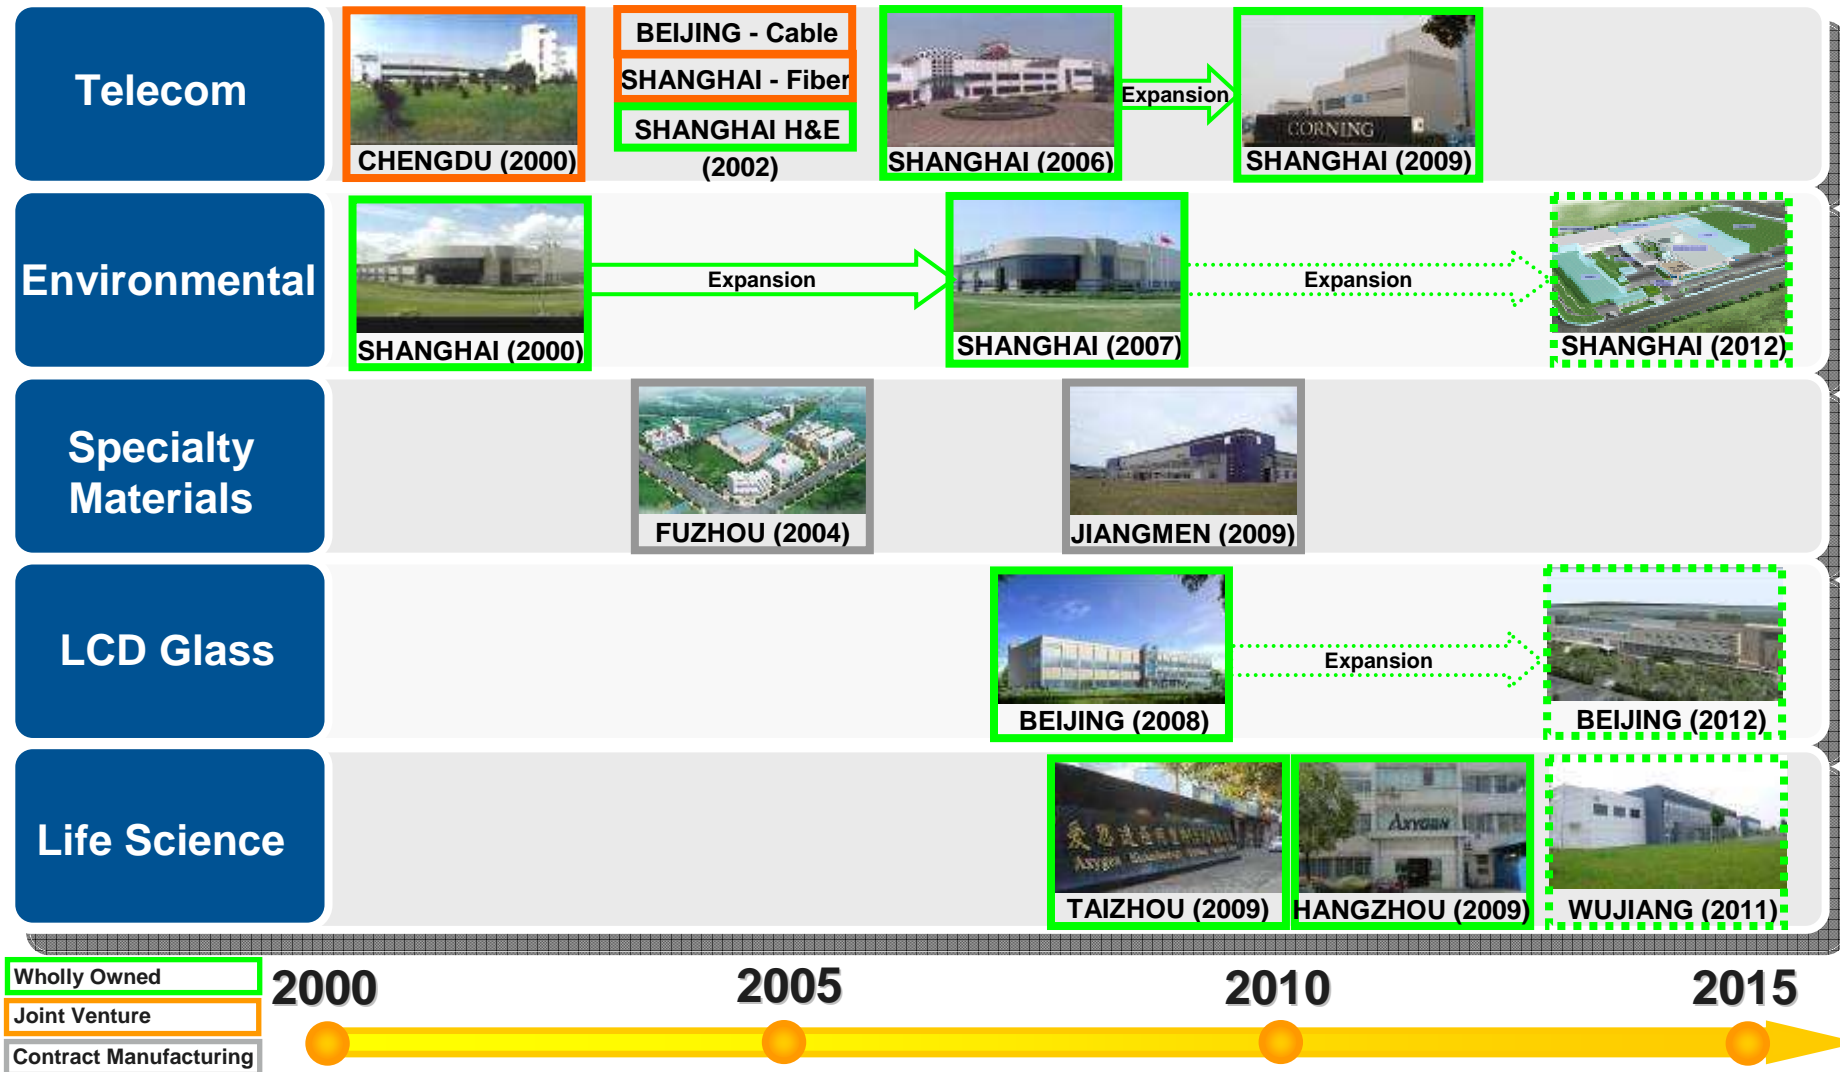 Telecom
BEIJING - Cable
SHANGHAI - Fiber
SHANGHAI H&E
(2002)
CHENGDU (2000)
SHANGHAI (2006)
Expansion
CORNING
SHANGHAI (2009)
Environmental
SHANGHAI (2000)
Expansion
SHANGHAI (2007)
Expansion
SHANGHAI (2012)
Specialty
Materials
FUZHOU (2004)
JIANGMEN (2009)
LCD Glass
BEIJING (2008)
Expansion
BEIJING (2012)
Life Science
Axygen
TAIZHOU (2009)
AXYGEN
HANGZHOU (2009)
WUJIANG (2011)
Wholly Owned
Joint Venture
Contract Manufacturing
2000
2005
2010
2015